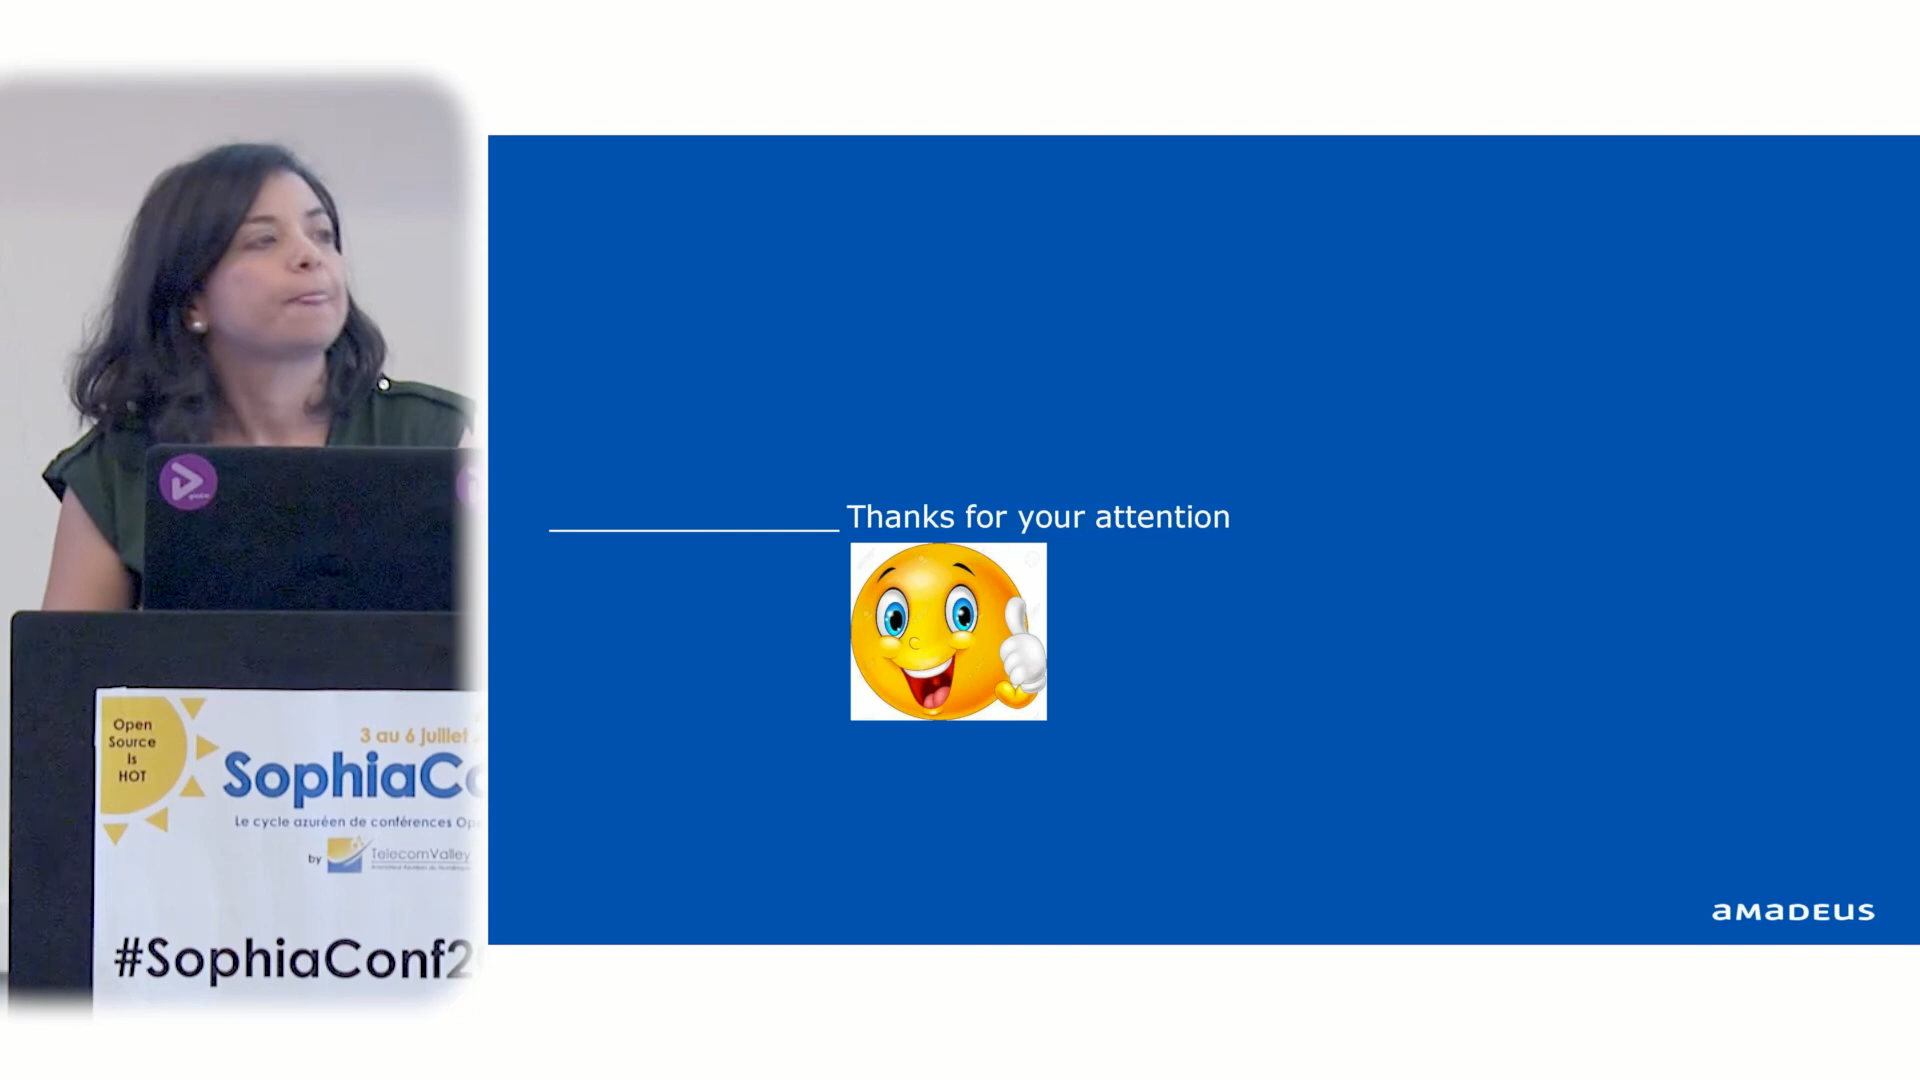 Thanks for your attention
aMaDEUS
Open
Source
is
HOT
3 au 6 juillet
SophiaCo
Le cycle azuréen de conférences Op
by TelecomValley
#SophiaConf2